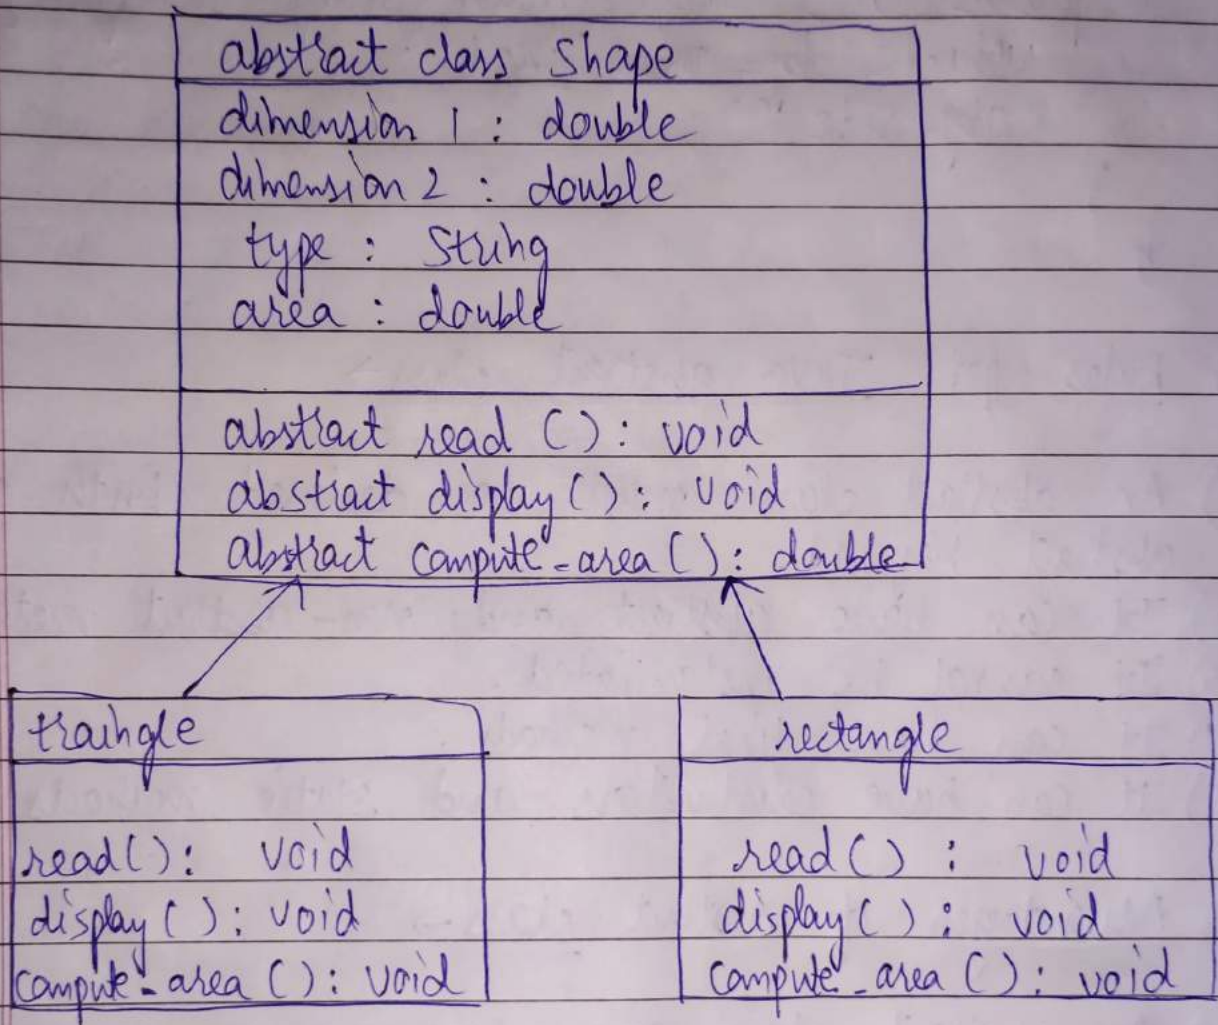 abstract class Shape
dimension 1 : double
dimension 2 : double
type : String
area : double
abstract read () : void
abstract display () : void
abstract compute_area () : double
traingle
read() : void
display () : void
compute_area () : void
rectangle
read () : void
display () : void
compute_area () : void